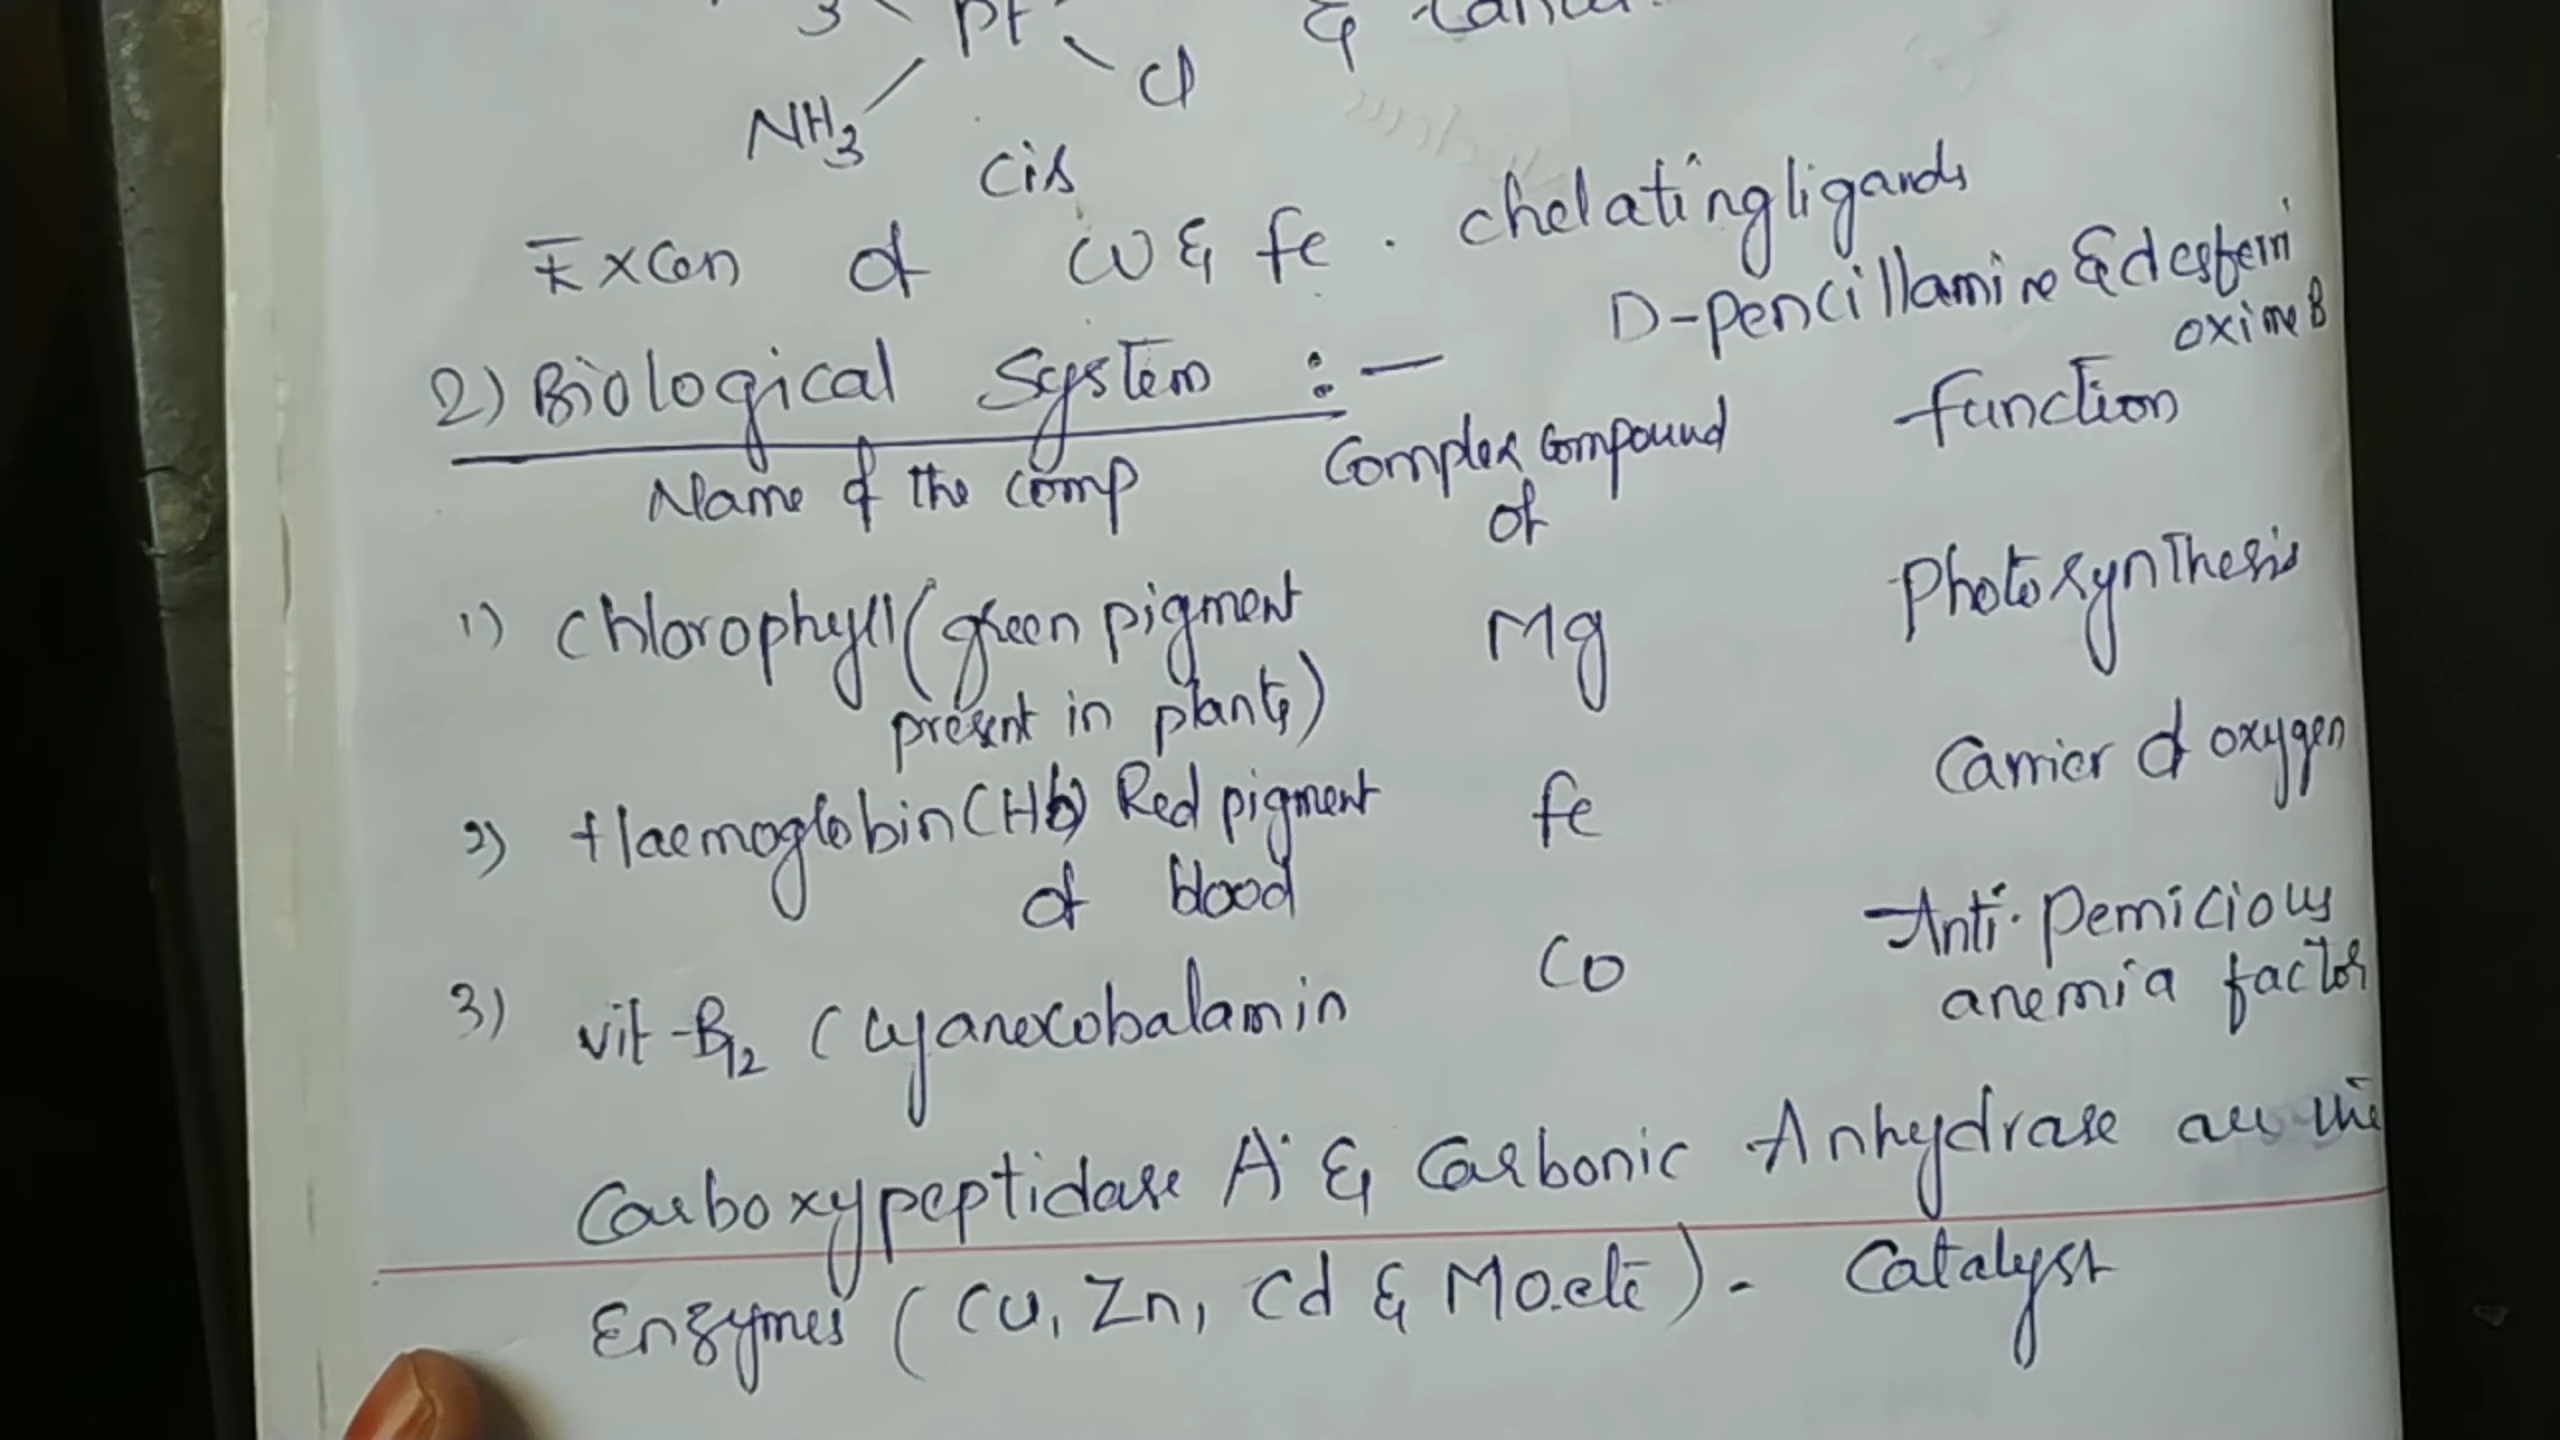 3 Pt & cancer
NH3 Cl
cis
Excen of Cu & Fe . chelating ligands
D-pencillamine & desferri
oxime B
2) Biological System :-
Name of the comp Complex compound of function
1) Chlorophyll (green pigment present in plants) Mg Photosynthesis
2) Haemoglobin (Hb) Red pigment of blood Fe Carrier of oxygen
3) vit-B12 (Cyanocobalamin Co Anti-Pernicious anemia factor
Carboxypeptidase A & Carbonic Anhydrase are the
Enzymes (Cu, Zn, Cd & Mo.etc) - Catalyst